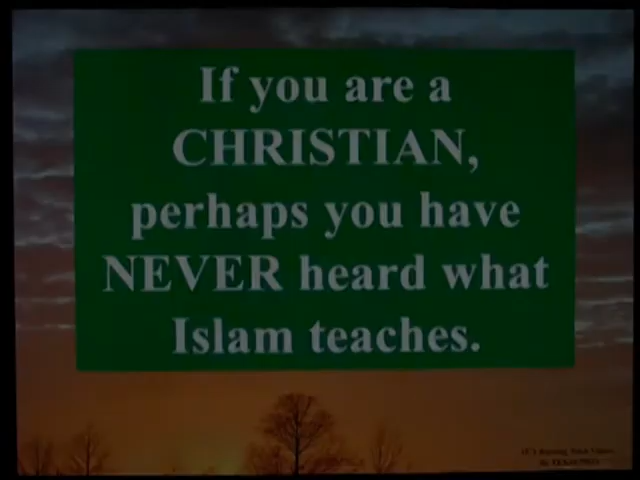 If you are a
CHRISTIAN,
perhaps you have
NEVER heard what
Islam teaches.